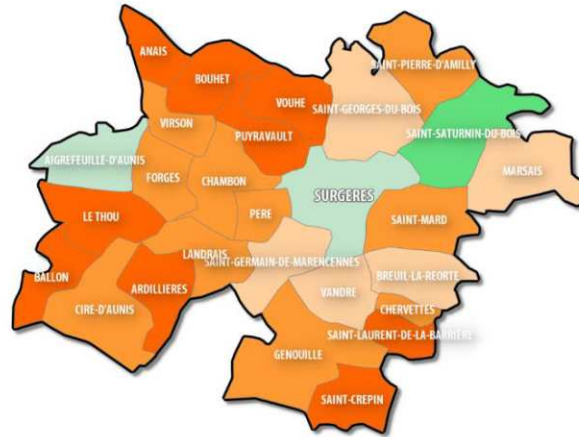 ANAIS
SAINT-PIERRE-D'AMILLY
BOUHET
VOUHE
SAINT-GEORGES-DU-BOIS
VIRSON
PUYRAVAULT
SAINT-SATURNIN-DU-BOIS
AIGREFEUILLE-D'AUNIS
MARSAIS
FORGES
CHAMBON
SURGERES
LE THOU
PERE
SAINT-MARD
LANDRAIS
SAINT-GERMAIN-DE-MARENCENNES
BALLON
ARDILLIERES
BREUIL-LA-REORTE
VANDRE
CIRE-D'AUNIS
CHERVETTES
SAINT-LAURENT-DE-LA-BARRIERE
GENOUILLE
SAINT-CREPIN